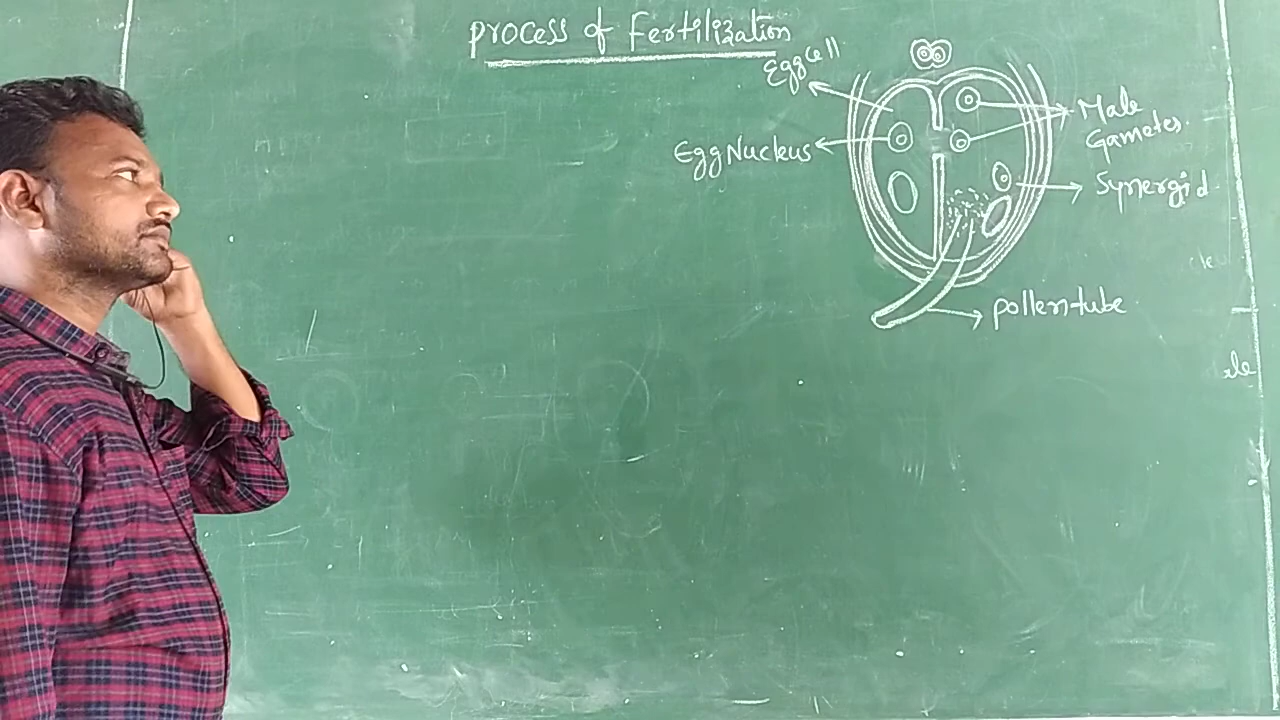 process of Fertilization
Egg cell
Male
Gametes.
Egg Nucleus
Synergid
pollen tube